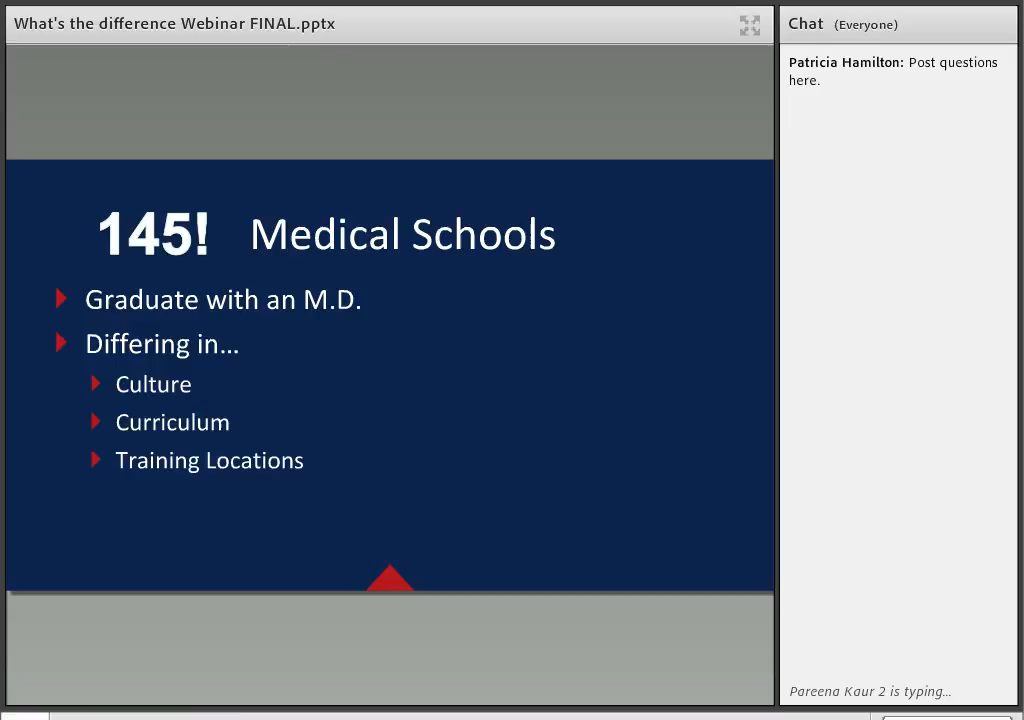 What's the difference Webinar FINAL.pptx
145! Medical Schools
Graduate with an M.D.
Differing in...
Culture
Curriculum
Training Locations
Chat (Everyone)
Patricia Hamilton: Post questions
here.
Pareena Kaur 2 is typing...